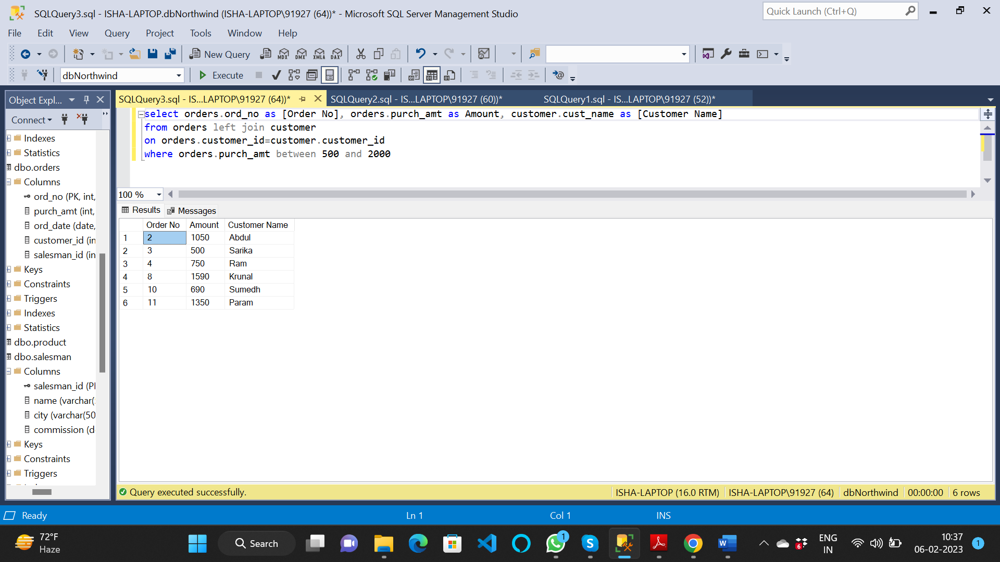 SQLQuery3.sql - ISHA-LAPTOP.dbNorthwind (ISHA-LAPTOP\91927 (64))* - Microsoft SQL Server Management Studio
Quick Launch (Ctrl+Q)
File Edit View Query Project Tools Window Help
New Query MDX DMX XMLA DAX
dbNorthwind Execute
Object Expl...
SQLQuery3.sql - IS...LAPTOP\91927 (64))* SQLQuery2.sql - IS...LAPTOP\91927 (60))* SQLQuery1.sql - IS...LAPTOP\91927 (52))*
Connect
Indexes
Statistics
dbo.orders
Columns
ord_no (PK, int,
purch_amt (int,
ord_date (date,
customer_id (in
salesman_id (in
Keys
Constraints
Triggers
Indexes
Statistics
dbo.product
dbo.salesman
Columns
salesman_id (P
name (varchar(
city (varchar(50
commission (d
Keys
Constraints
Triggers
select orders.ord_no as [Order No], orders.purch_amt as Amount, customer.cust_name as [Customer Name]
from orders left join customer
on orders.customer_id=customer.customer_id
where orders.purch_amt between 500 and 2000
100 %
Results Messages
Order No Amount Customer Name
1 2 1050 Abdul
2 3 500 Sarika
3 4 750 Ram
4 8 1590 Krunal
5 10 690 Sumedh
6 11 1350 Param
Query executed successfully. ISHA-LAPTOP (16.0 RTM) ISHA-LAPTOP\91927 (64) dbNorthwind 00:00:00 6 rows
Ready Ln 1 Col 1 INS
72°F
Haze
Search
1
6
ENG
IN
10:37
06-02-2023
1